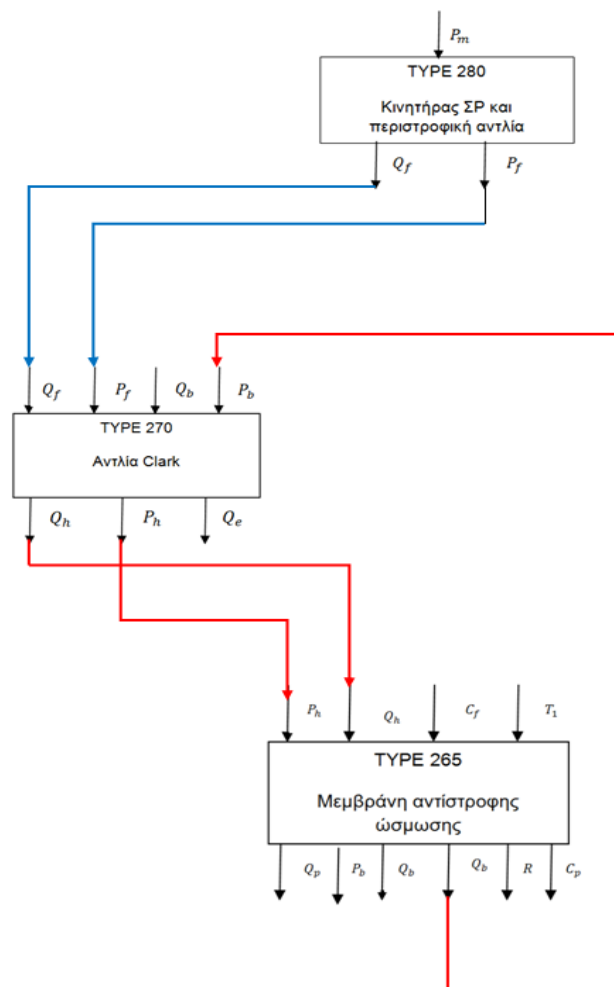 P_m
TYPE 280
Κινητήρας ΣΡ και
περιστροφική αντλία
Q_f P_f
Q_f P_f Q_b P_b
TYPE 270
Αντλία Clark
Q_h P_h Q_e
P_h Q_h C_f T_1
TYPE 265
Μεμβράνη αντίστροφης
ώσμωσης
Q_p P_b Q_b Q_b R C_p